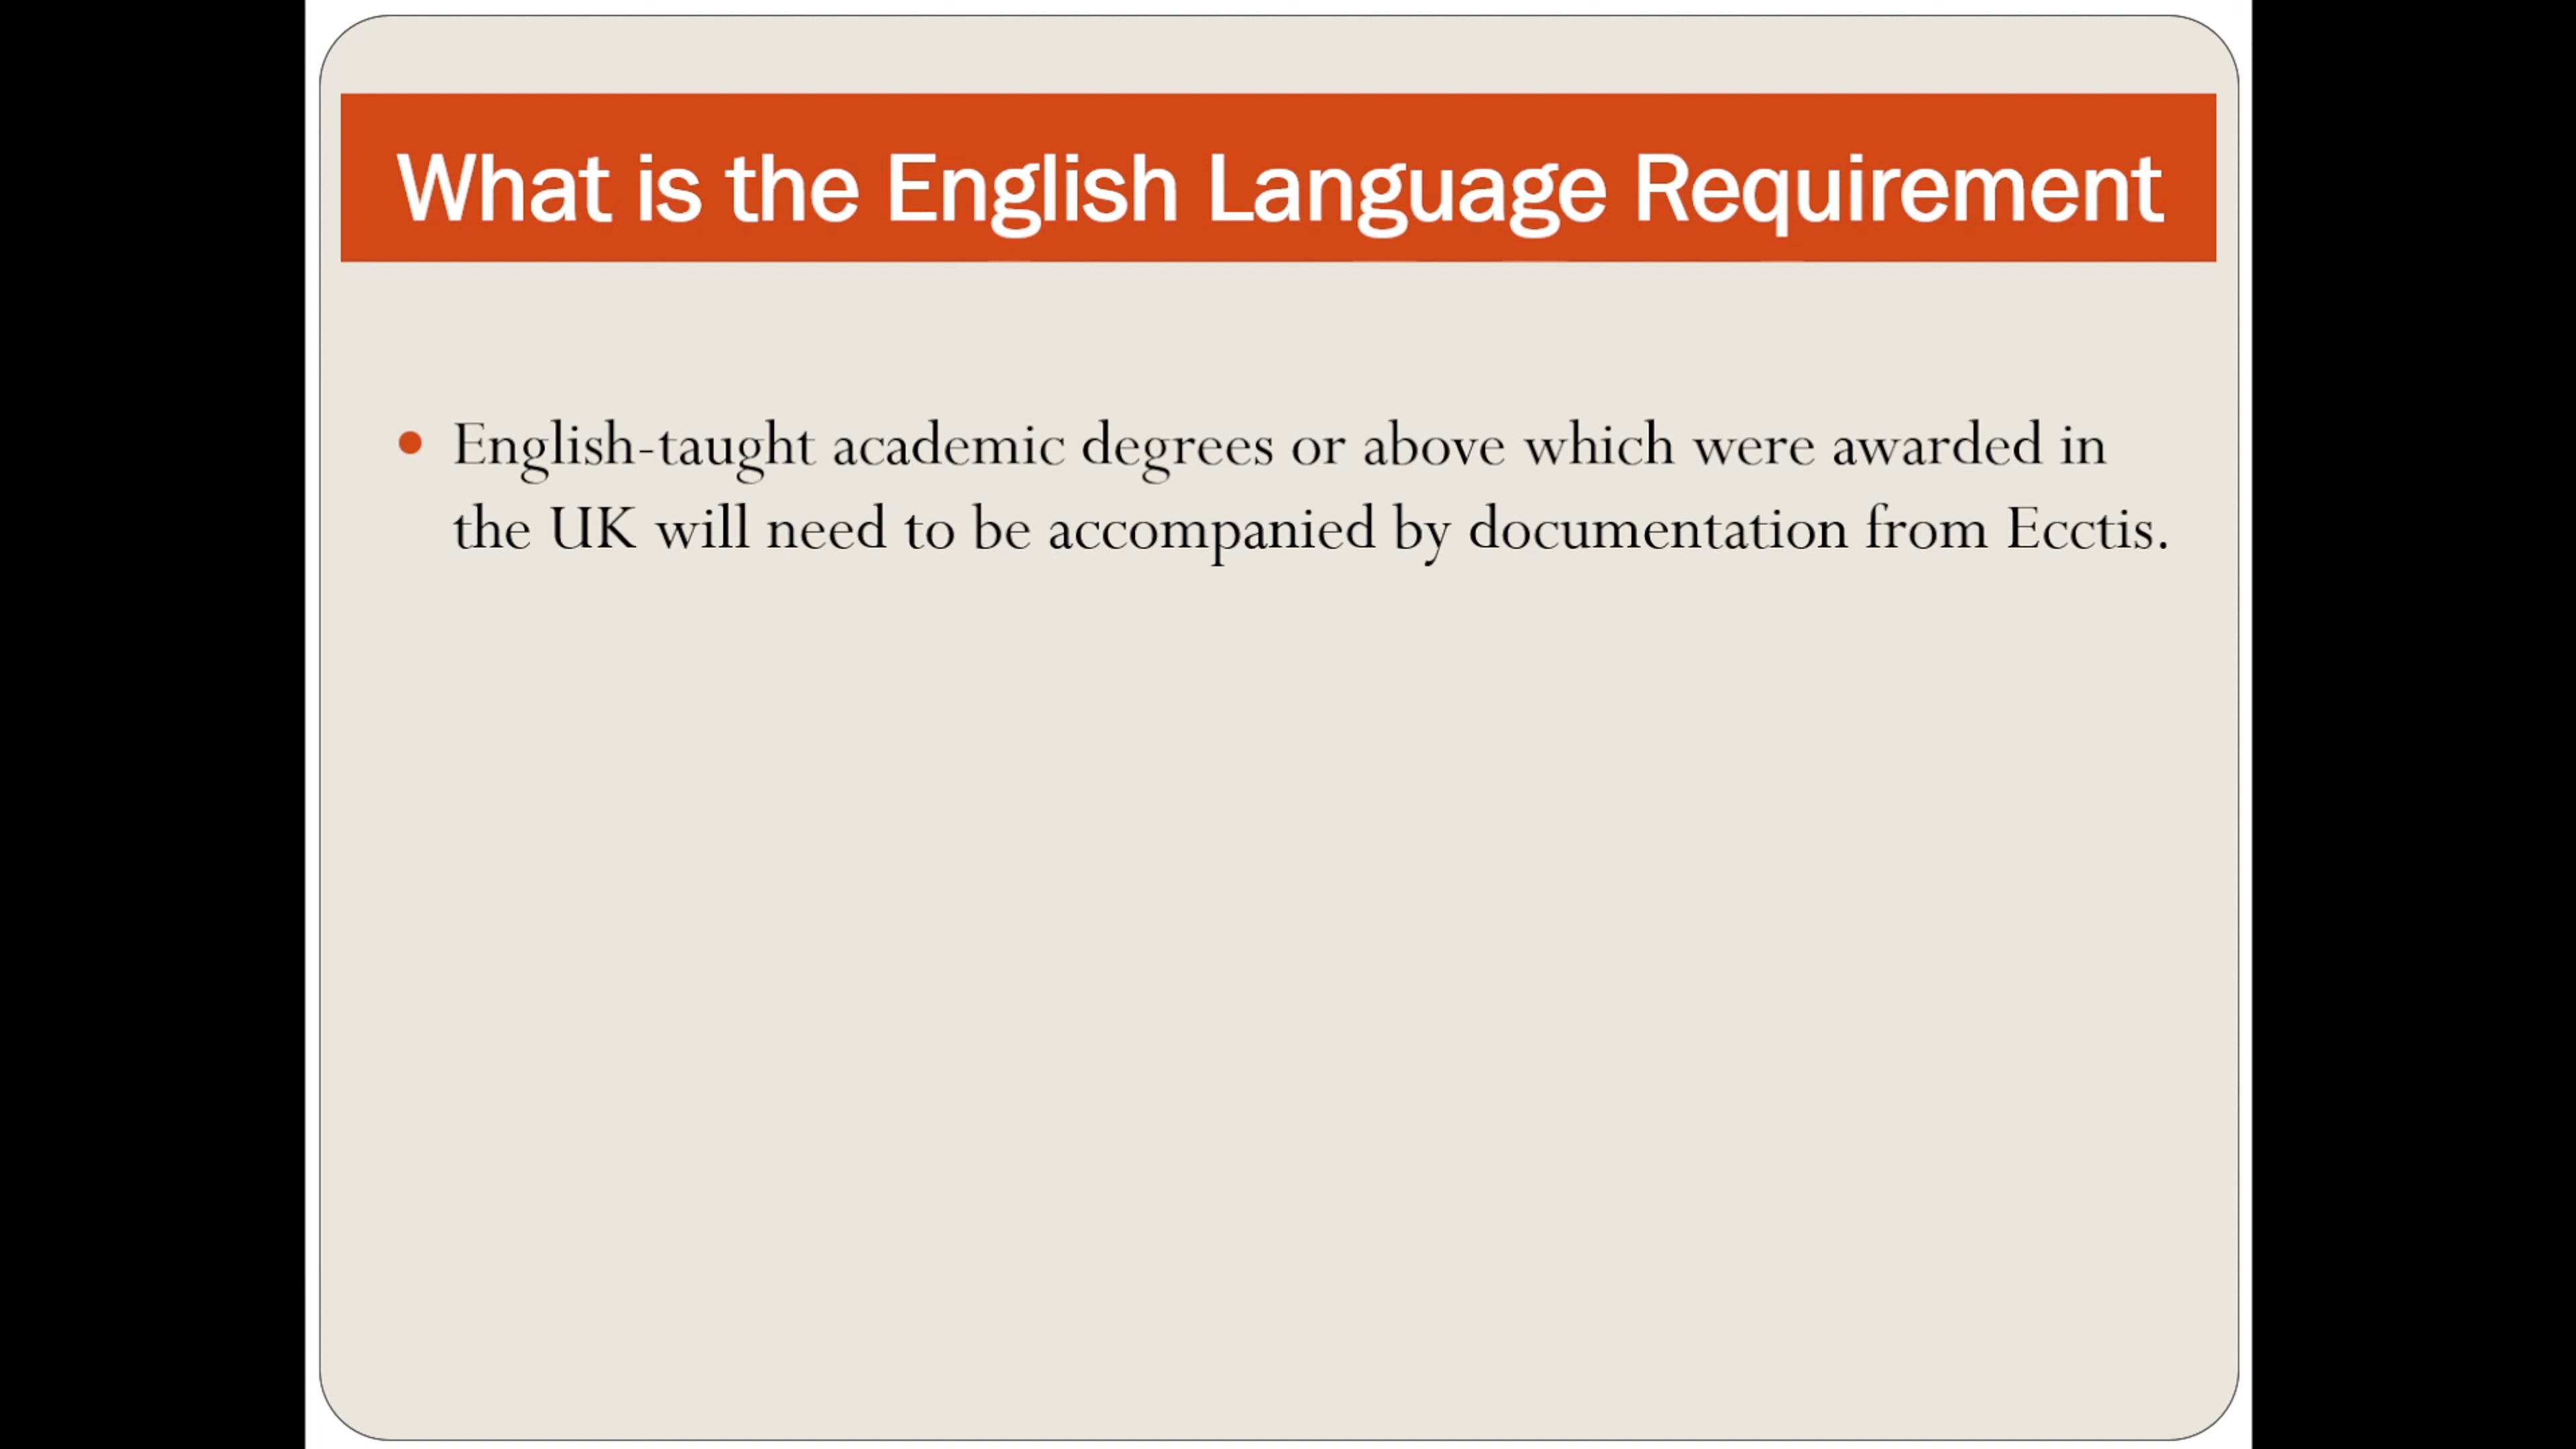 What is the English Language Requirement
• English-taught academic degrees or above which were awarded in
the UK will need to be accompanied by documentation from Ecctis.